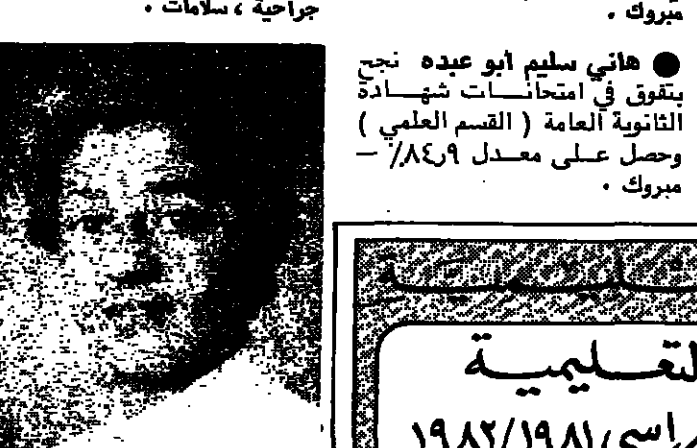 مبروك .
● هاني سليم ابو عبده نجح
بتفوق في امتحانات شهادة
الثانوية العامة ( القسم العلمي )
وحصل على معدل ٨٤٫٩٪ —
مبروك .
جراحية ، سلامات .
١٩٨٢/١٩٨١